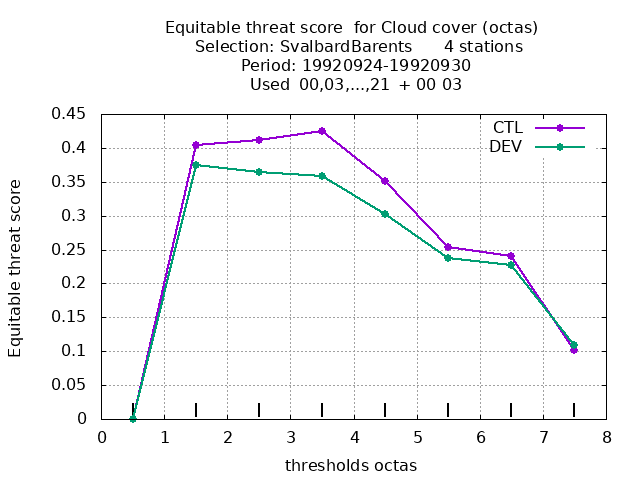 Equitable threat score  for Cloud cover (octas)
Selection: SvalbardBarents      4 stations
Period: 19920924-19920930
Used  00,03,...,21  + 00 03
CTL
DEV
Equitable threat score
0.45
0.4
0.35
0.3
0.25
0.2
0.15
0.1
0.05
0
0 1 2 3 4 5 6 7 8
thresholds octas